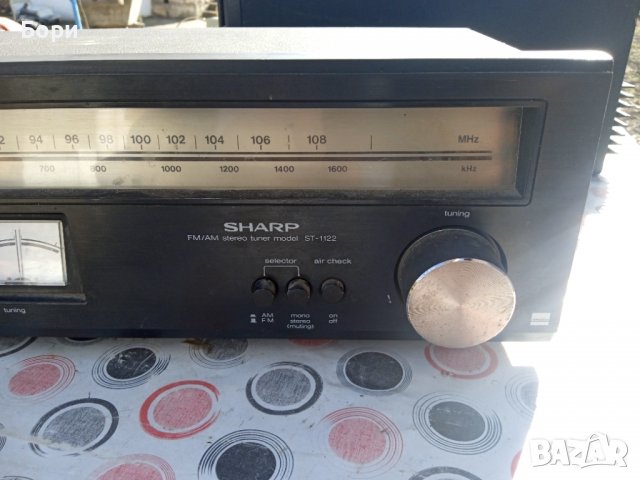 Бори
92 94 96 98 100 102 104 106 108 MHz
700 800 1000 1200 1400 1600 kHz
SHARP
FM/AM stereo tuner model ST-1122
tuning
selector air check
AM mono on
FM stereo off
(muting)
tuning
BAZAR